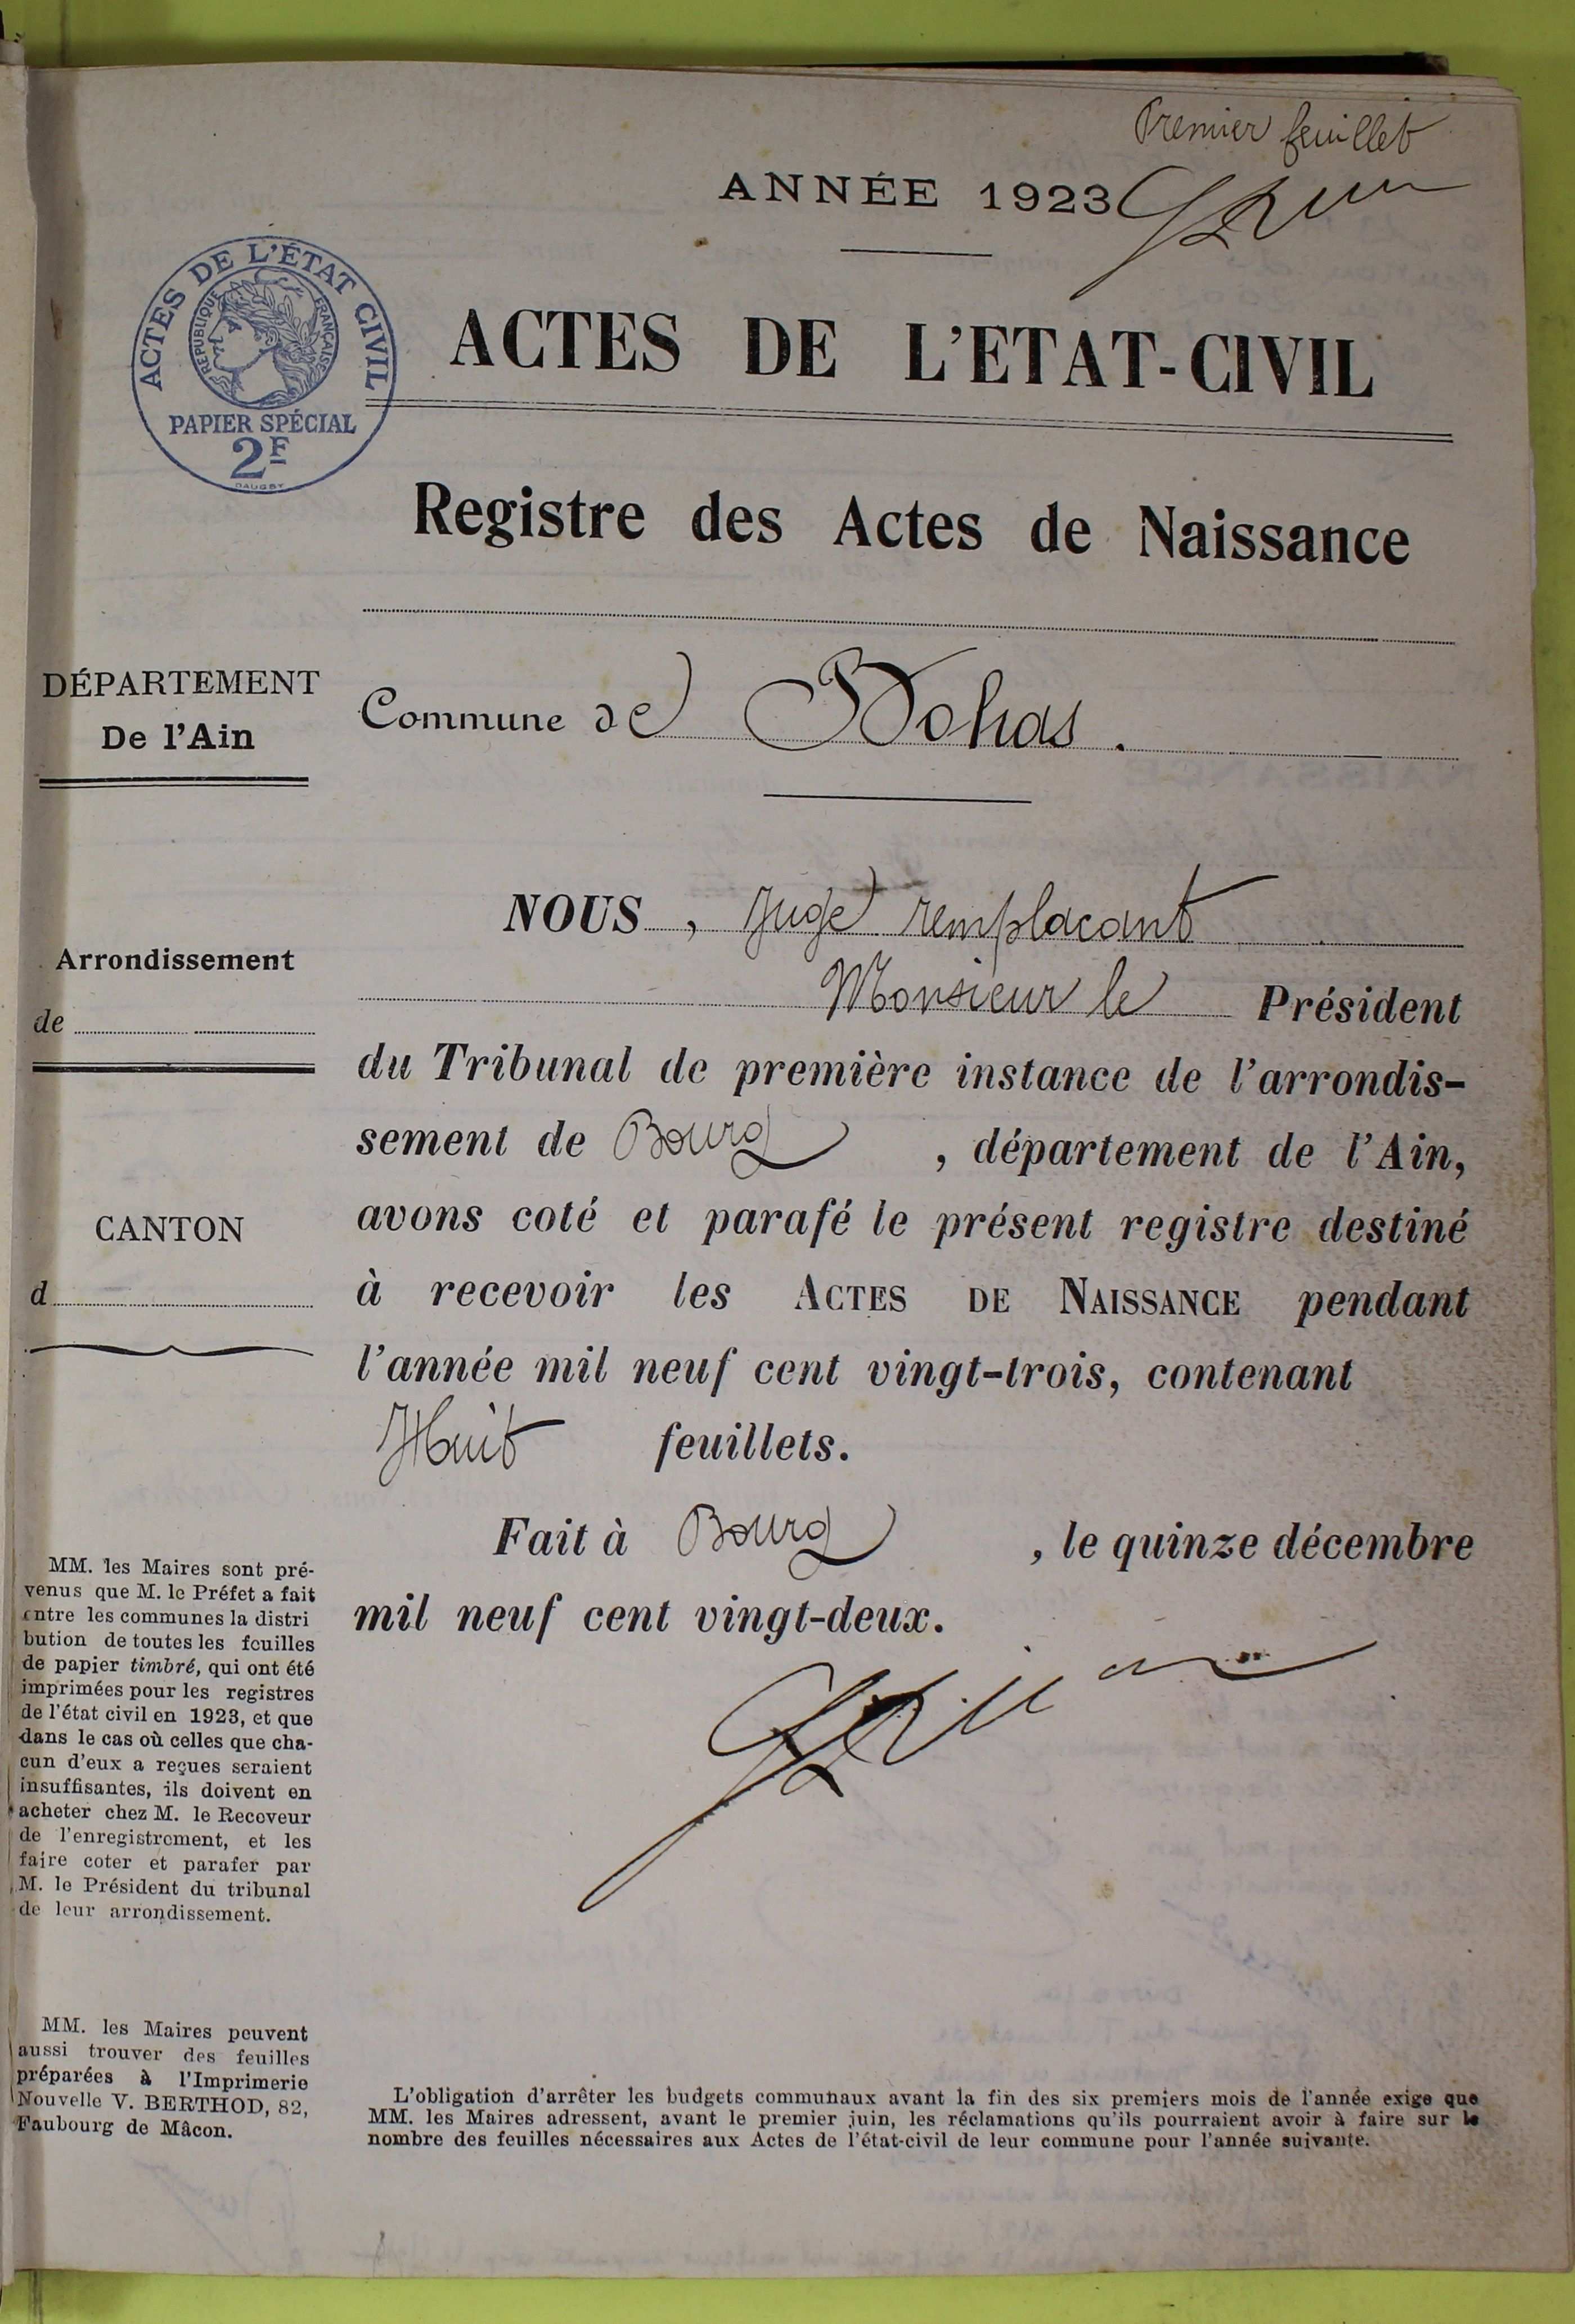 Premier feuillet
ANNÉE 1923
ACTES DE L'ÉTAT CIVIL
RÉPUBLIQUE FRANÇAISE
PAPIER SPÉCIAL
2F
DAUSSY
ACTES DE L'ETAT-CIVIL
Registre des Actes de Naissance
DÉPARTEMENT
De l'Ain
Commune de Bohas.
Arrondissement
de
CANTON
d
NOUS, Juge remplacant
Monsieur le Président
du Tribunal de première instance de l'arrondis-
sement de Bourg, département de l'Ain,
avons coté et parafé le présent registre destiné
à recevoir les ACTES DE NAISSANCE pendant
l'année mil neuf cent vingt-trois, contenant
Huit feuillets.
Fait à Bourg, le quinze décembre
mil neuf cent vingt-deux.
MM. les Maires sont pré-
venus que M. le Préfet a fait
entre les communes la distri
bution de toutes les feuilles
de papier timbré, qui ont été
imprimées pour les registres
de l'état civil en 1923, et que
dans le cas où celles que cha-
cun d'eux a reçues seraient
insuffisantes, ils doivent en
acheter chez M. le Receveur
de l'enregistrement, et les
faire coter et parafer par
M. le Président du tribunal
de leur arrondissement.
MM. les Maires peuvent
aussi trouver des feuilles
préparées à l'Imprimerie
Nouvelle V. BERTHOD, 82,
Faubourg de Mâcon.
L'obligation d'arrêter les budgets communaux avant la fin des six premiers mois de l'année exige que
MM. les Maires adressent, avant le premier juin, les réclamations qu'ils pourraient avoir à faire sur le
nombre des feuilles nécessaires aux Actes de l'état-civil de leur commune pour l'année suivante.